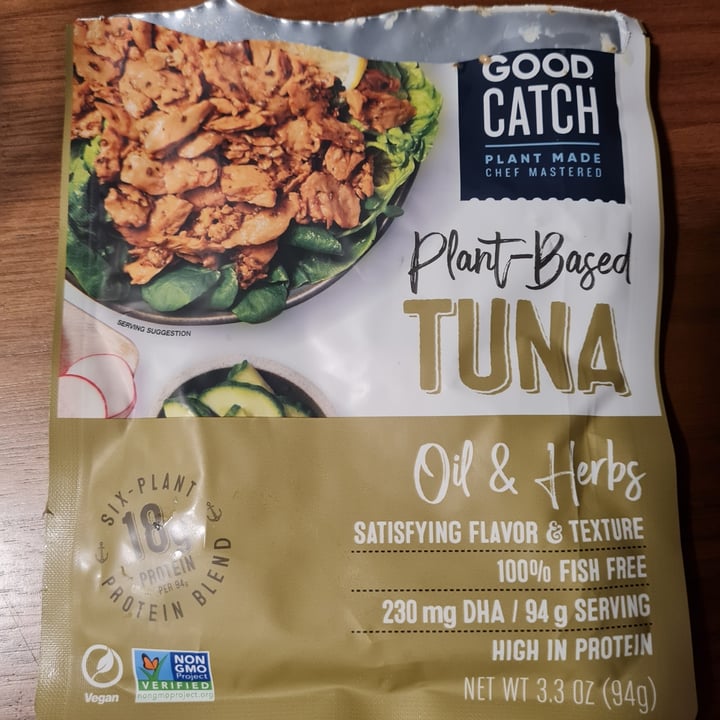 GOOD
CATCH
PLANT MADE
CHEF MASTERED
Plant-Based
TUNA
SERVING SUGGESTION
Oil & Herbs
SATISFYING FLAVOR & TEXTURE
100% FISH FREE
230 mg DHA / 94 g SERVING
HIGH IN PROTEIN
NET WT 3.3 OZ (94g)
SIX-PLANT
18g
PROTEIN
PER 94g
PROTEIN BLEND
Vegan
NON
GMO
Project
VERIFIED
nongmoproject.org